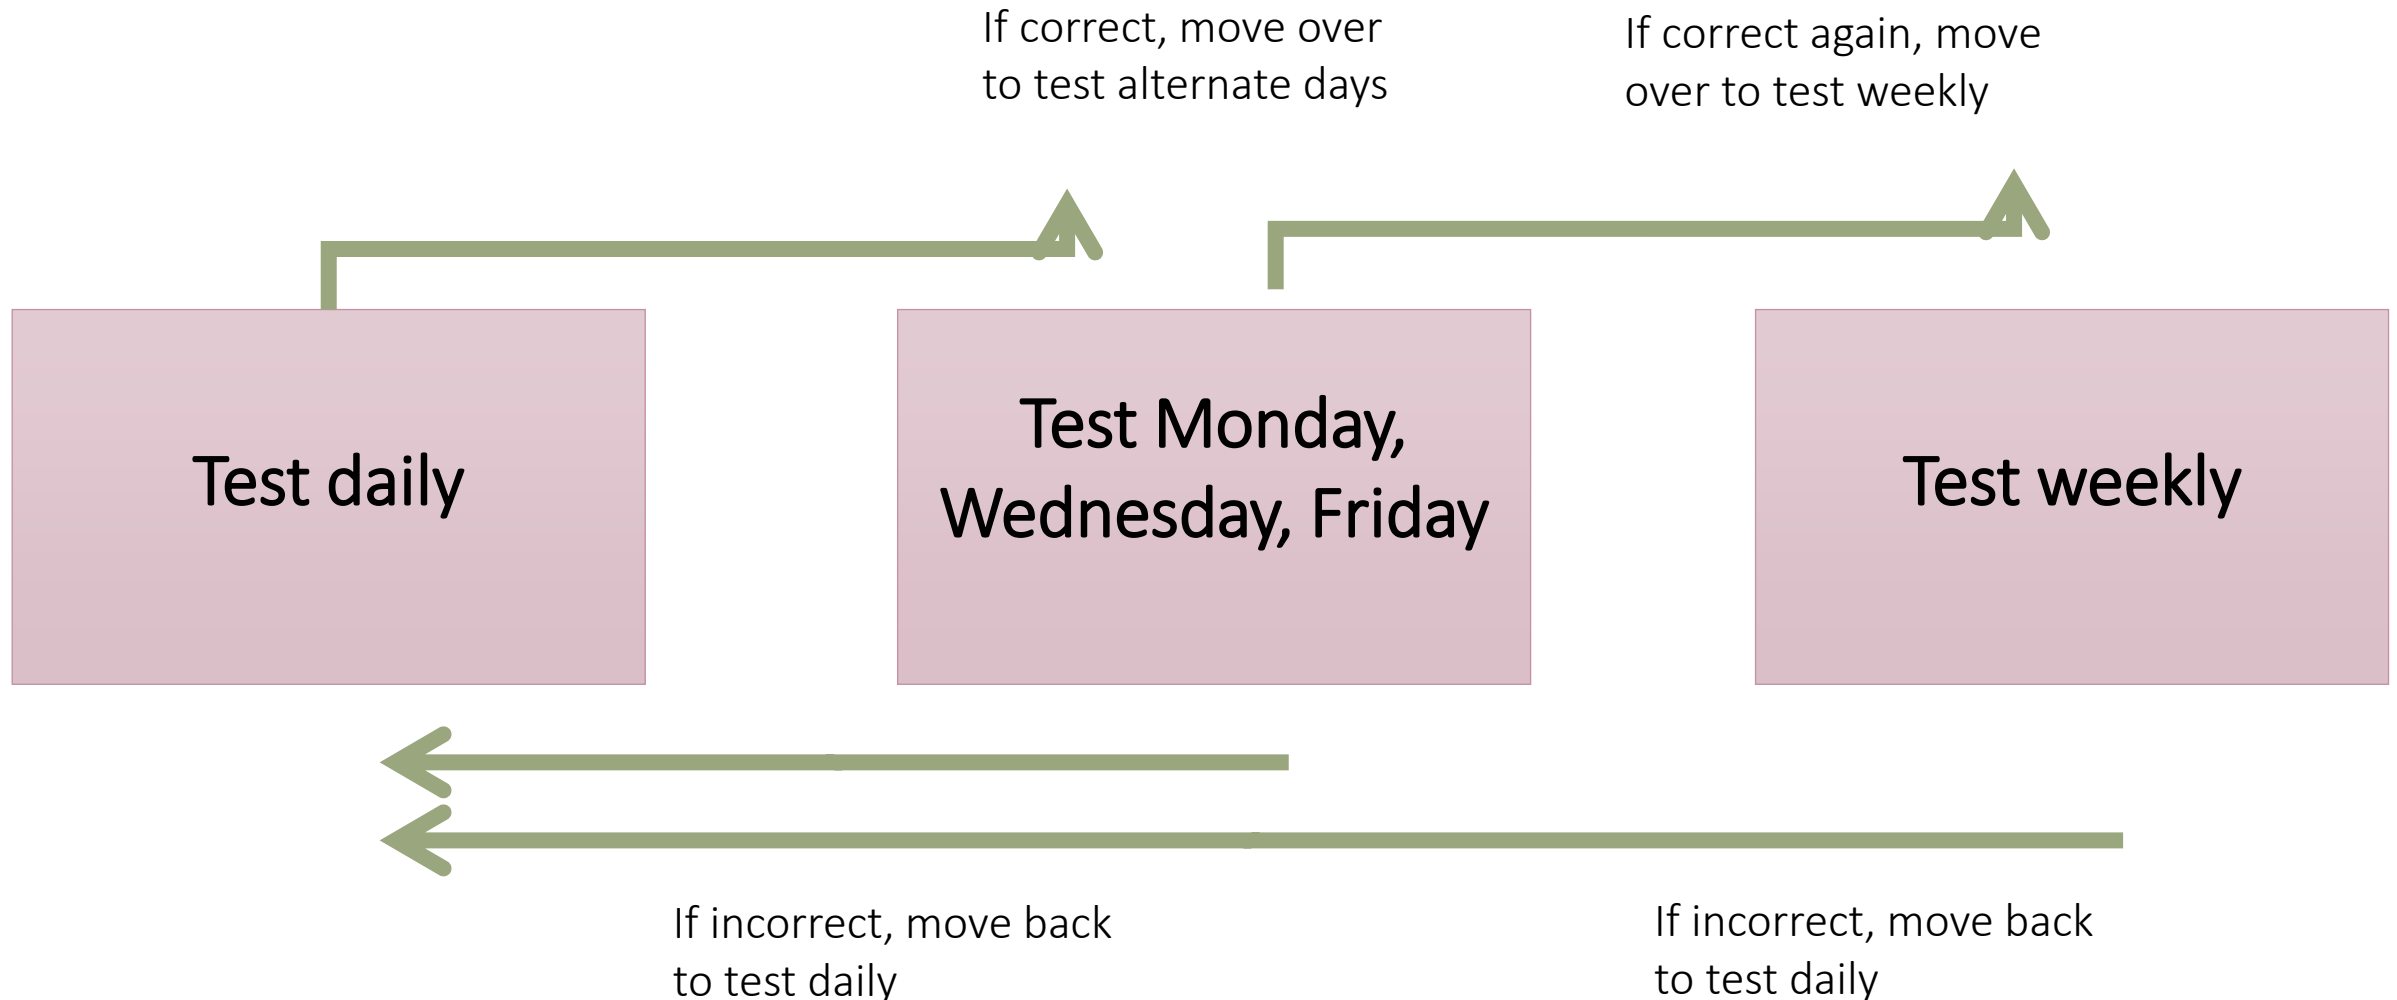 If correct, move over
to test alternate days
If correct again, move
over to test weekly
Test daily
Test Monday,
Wednesday, Friday
Test weekly
If incorrect, move back
to test daily
If incorrect, move back
to test daily